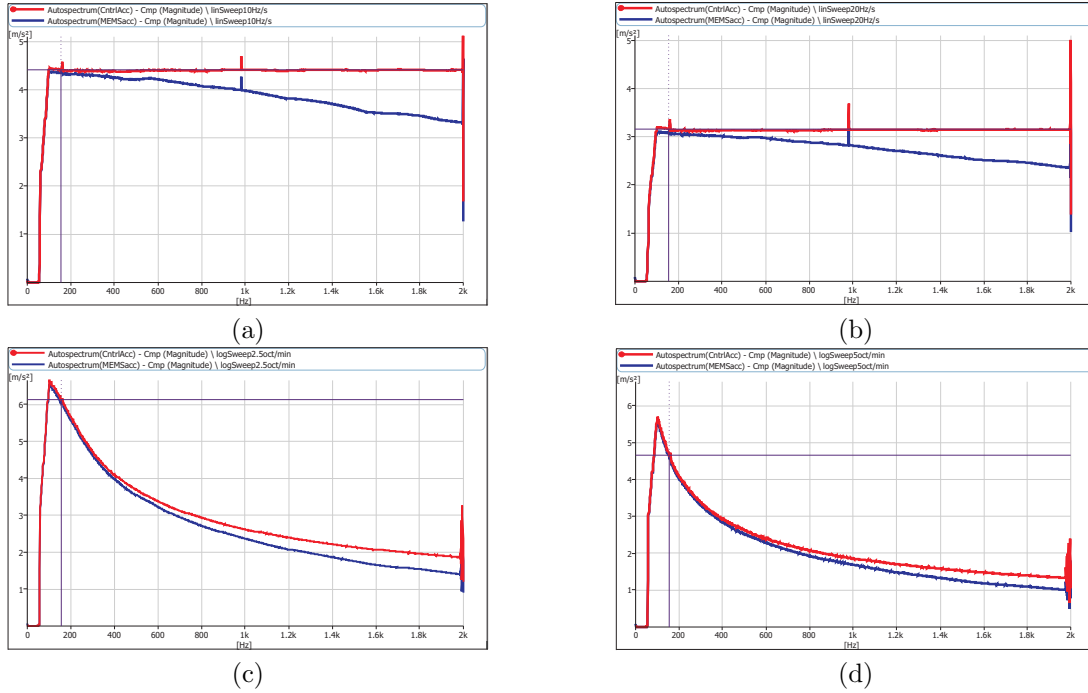 Autospectrum(CntrlAcc) - Cmp (Magnitude) \ linSweep10Hz/s
Autospectrum(MEMSacc) - Cmp (Magnitude) \ linSweep10Hz/s
[m/s²]
5
4
3
2
1
0 200 400 600 800 1k 1.2k 1.4k 1.6k 1.8k 2k
[Hz]
(a)
Autospectrum(CntrlAcc) - Cmp (Magnitude) \ linSweep20Hz/s
Autospectrum(MEMSacc) - Cmp (Magnitude) \ linSweep20Hz/s
[m/s²]
5
4
3
2
1
0 200 400 600 800 1k 1.2k 1.4k 1.6k 1.8k 2k
[Hz]
(b)
Autospectrum(CntrlAcc) - Cmp (Magnitude) \ logSweep2.5oct/min
Autospectrum(MEMSacc) - Cmp (Magnitude) \ logSweep2.5oct/min
[m/s²]
6
5
4
3
2
1
0 200 400 600 800 1k 1.2k 1.4k 1.6k 1.8k 2k
[Hz]
(c)
Autospectrum(CntrlAcc) - Cmp (Magnitude) \ logSweep5oct/min
Autospectrum(MEMSacc) - Cmp (Magnitude) \ logSweep5oct/min
[m/s²]
6
5
4
3
2
1
0 200 400 600 800 1k 1.2k 1.4k 1.6k 1.8k 2k
[Hz]
(d)